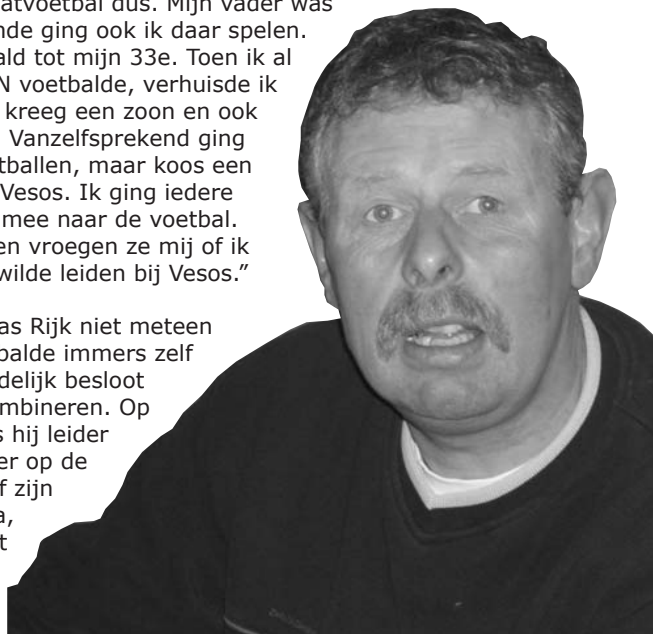 atvoetbal dus. Mijn vader was
nde ging ook ik daar spelen.
ald tot mijn 33e. Toen ik al
N voetbalde, verhuisde ik
kreeg een zoon en ook
Vanzelfsprekend ging
tballen, maar koos een
Vesos. Ik ging iedere
mee naar de voetbal.
en vroegen ze mij of ik
wilde leiden bij Vesos.”
as Rijk niet meteen
balde immers zelf
delijk besloot
mbineren. Op
s hij leider
er op de
f zijn
a,
t